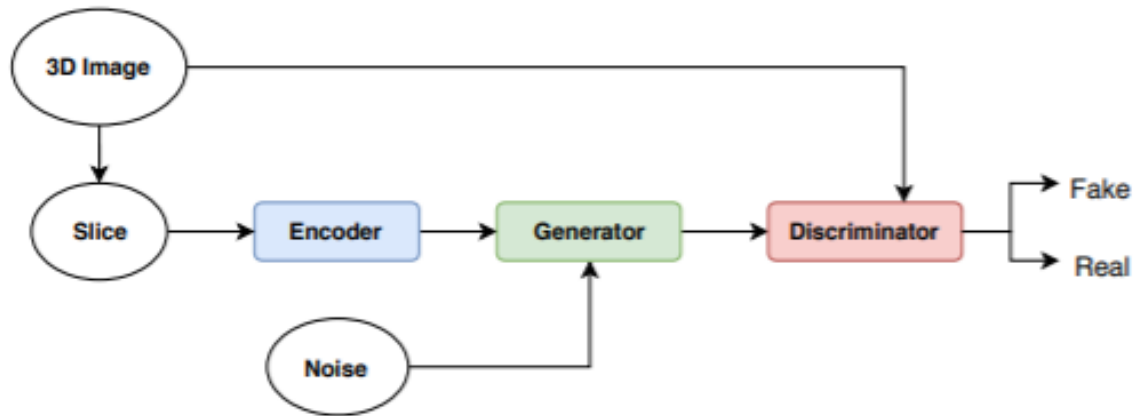 3D Image
Fake
Slice
Encoder
Generator
Discriminator
Real
Noise